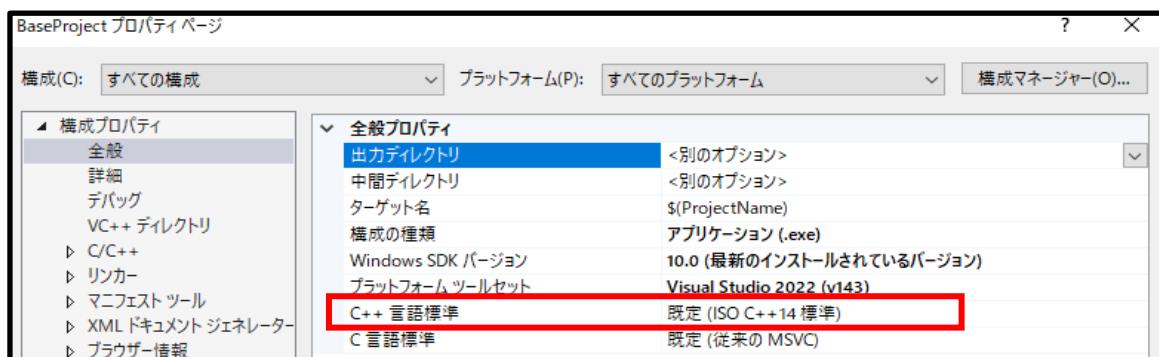 BaseProject プロパティ ページ ? ×
構成(C): すべての構成 プラットフォーム(P): すべてのプラットフォーム 構成マネージャー(O)...
構成プロパティ
全般
詳細
デバッグ
VC++ ディレクトリ
C/C++
リンカー
マニフェスト ツール
XML ドキュメント ジェネレーター
ブラウザー情報
全般プロパティ
出力ディレクトリ <別のオプション>
中間ディレクトリ <別のオプション>
ターゲット名 $(ProjectName)
構成の種類 アプリケーション (.exe)
Windows SDK バージョン 10.0 (最新のインストールされているバージョン)
プラットフォーム ツールセット Visual Studio 2022 (v143)
C++ 言語標準 既定 (ISO C++14 標準)
C 言語標準 既定 (従来の MSVC)